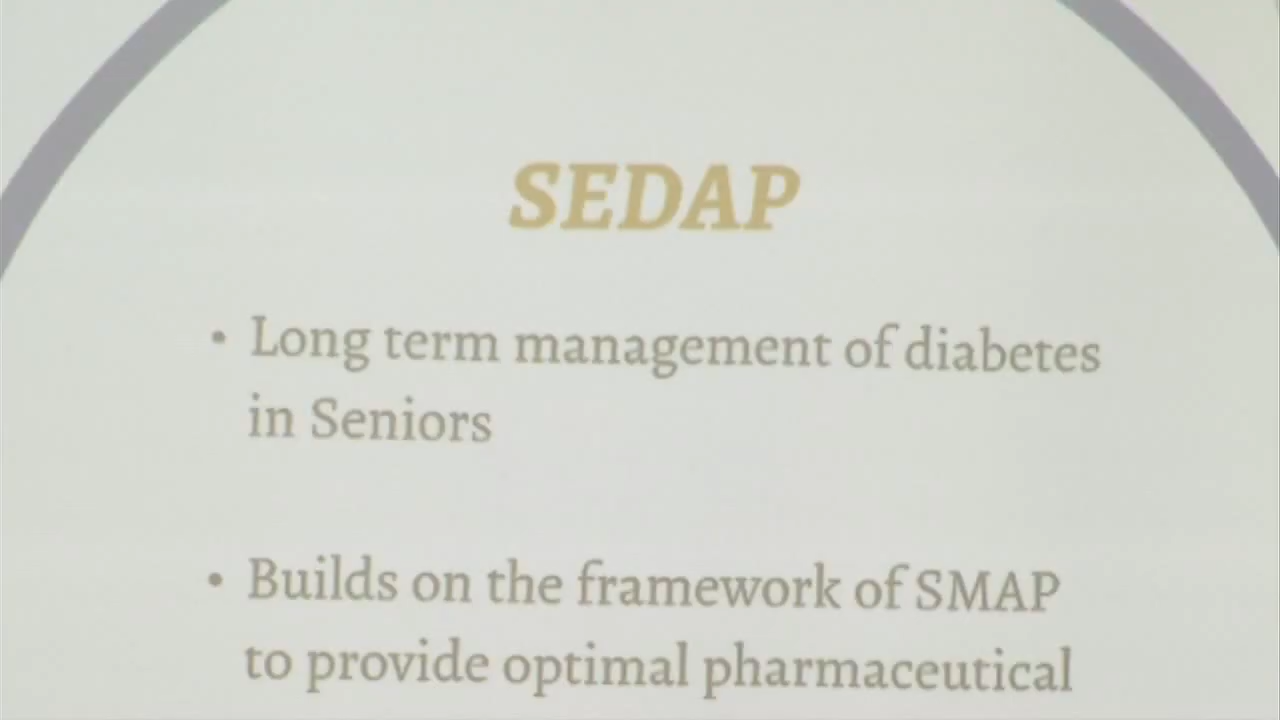 SEDAP
• Long term management of diabetes
in Seniors
• Builds on the framework of SMAP
to provide optimal pharmaceutical